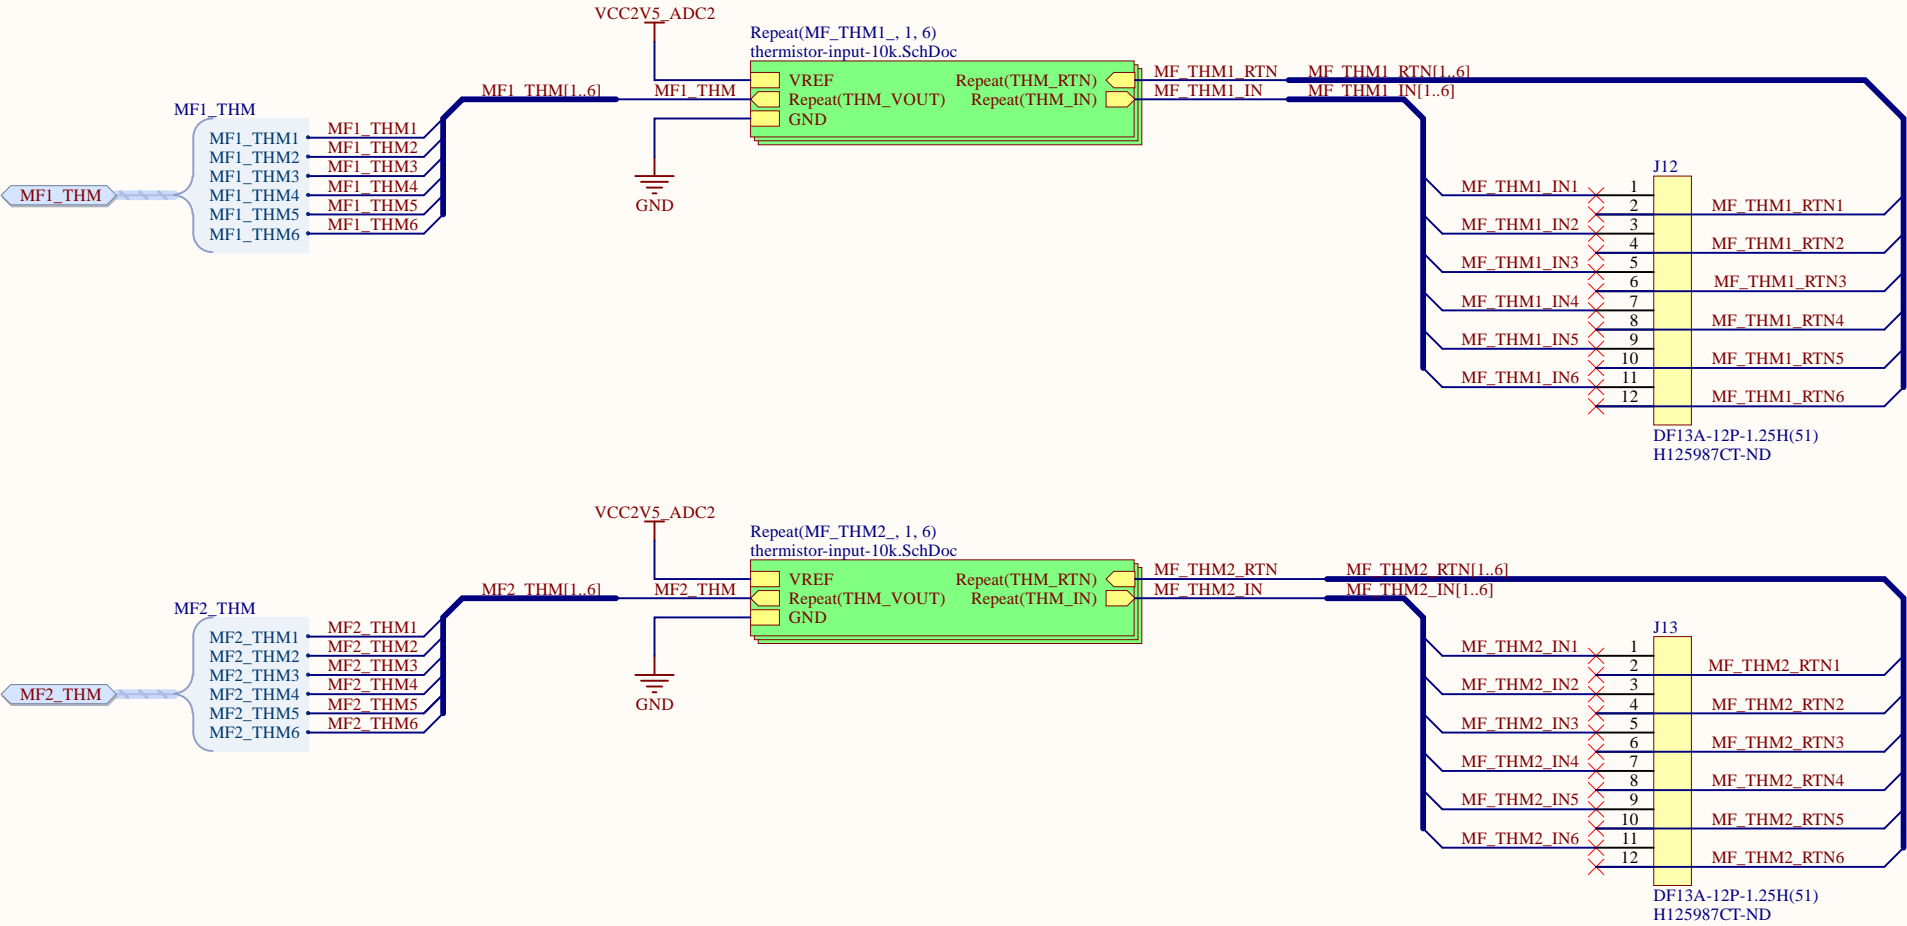 VCC2V5_ADC2
Repeat(MF_THM1_, 1, 6)
thermistor-input-10k.SchDoc
VREF
Repeat(THM_VOUT)
GND
Repeat(THM_RTN)
Repeat(THM_IN)
MF_THM1_RTN
MF_THM1_IN
MF_THM1_RTN[1..6]
MF_THM1_IN[1..6]
MF1_THM[1..6]
MF1_THM
GND
MF1_THM
MF1_THM
MF1_THM1
MF1_THM2
MF1_THM3
MF1_THM4
MF1_THM5
MF1_THM6
MF1_THM1
MF1_THM2
MF1_THM3
MF1_THM4
MF1_THM5
MF1_THM6
J12
MF_THM1_IN1
MF_THM1_IN2
MF_THM1_IN3
MF_THM1_IN4
MF_THM1_IN5
MF_THM1_IN6
1
2
3
4
5
6
7
8
9
10
11
12
MF_THM1_RTN1
MF_THM1_RTN2
MF_THM1_RTN3
MF_THM1_RTN4
MF_THM1_RTN5
MF_THM1_RTN6
DF13A-12P-1.25H(51)
H125987CT-ND
VCC2V5_ADC2
Repeat(MF_THM2_, 1, 6)
thermistor-input-10k.SchDoc
VREF
Repeat(THM_VOUT)
GND
Repeat(THM_RTN)
Repeat(THM_IN)
MF_THM2_RTN
MF_THM2_IN
MF_THM2_RTN[1..6]
MF_THM2_IN[1..6]
MF2_THM[1..6]
MF2_THM
GND
MF2_THM
MF2_THM
MF2_THM1
MF2_THM2
MF2_THM3
MF2_THM4
MF2_THM5
MF2_THM6
MF2_THM1
MF2_THM2
MF2_THM3
MF2_THM4
MF2_THM5
MF2_THM6
J13
MF_THM2_IN1
MF_THM2_IN2
MF_THM2_IN3
MF_THM2_IN4
MF_THM2_IN5
MF_THM2_IN6
1
2
3
4
5
6
7
8
9
10
11
12
MF_THM2_RTN1
MF_THM2_RTN2
MF_THM2_RTN3
MF_THM2_RTN4
MF_THM2_RTN5
MF_THM2_RTN6
DF13A-12P-1.25H(51)
H125987CT-ND